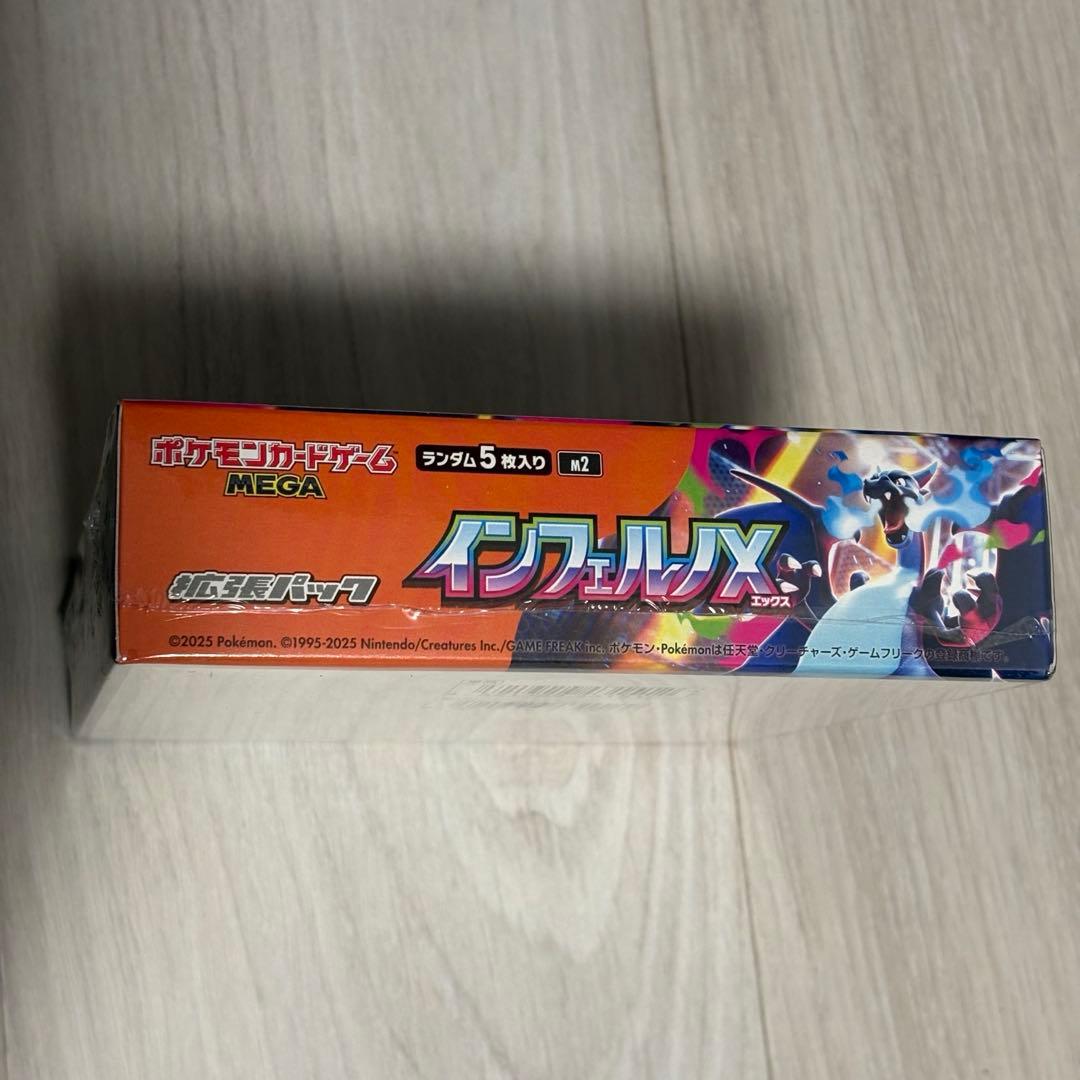 ポケモンカードゲーム
MEGA
ランダム5枚入り
M2
インフェルノX
エックス
拡張パック
©2025 Pokémon. ©1995-2025 Nintendo/Creatures Inc./GAME FREAK inc. ポケモン・Pokémonは任天堂・クリーチャーズ・ゲームフリークの登録商標です。